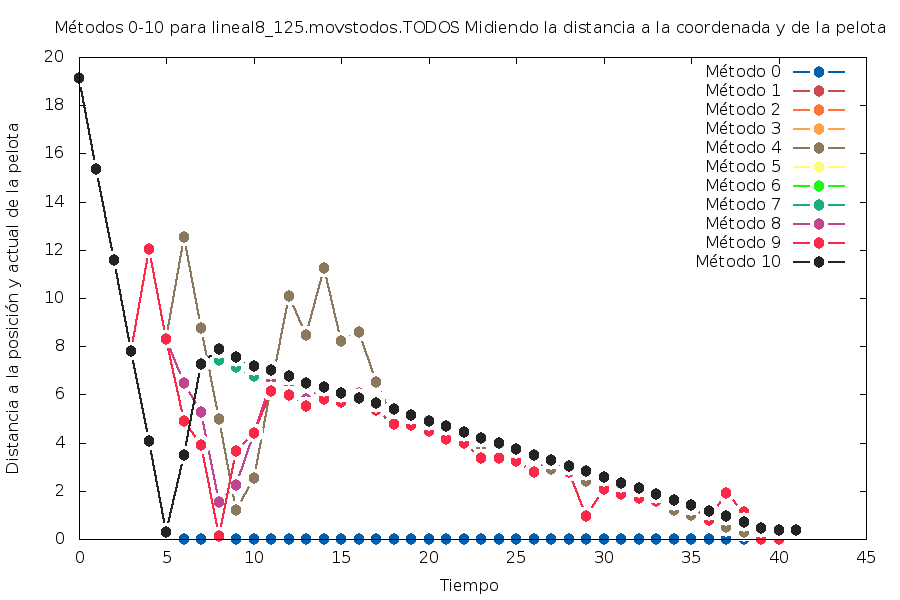 Métodos 0-10 para lineal8_125.movstodos.TODOS Midiendo la distancia a la coordenada y de la pelota
Distancia a la posición y actual de la pelota
20
18
16
14
12
10
8
6
4
2
0
Método 0
Método 1
Método 2
Método 3
Método 4
Método 5
Método 6
Método 7
Método 8
Método 9
Método 10
0 5 10 15 20 25 30 35 40 45
Tiempo